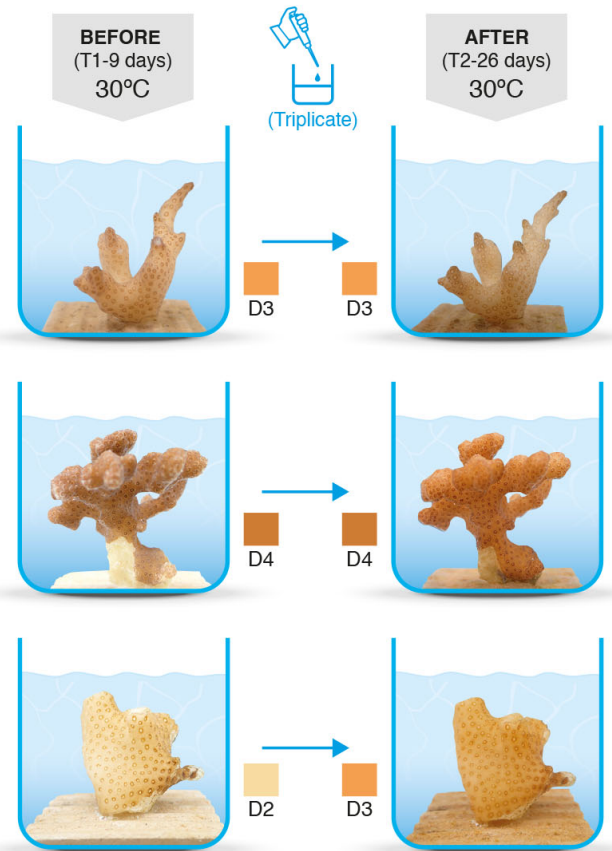 BEFORE
(T1-9 days)
30ºC
(Triplicate)
AFTER
(T2-26 days)
30ºC
D3
D3
D4
D4
D2
D3